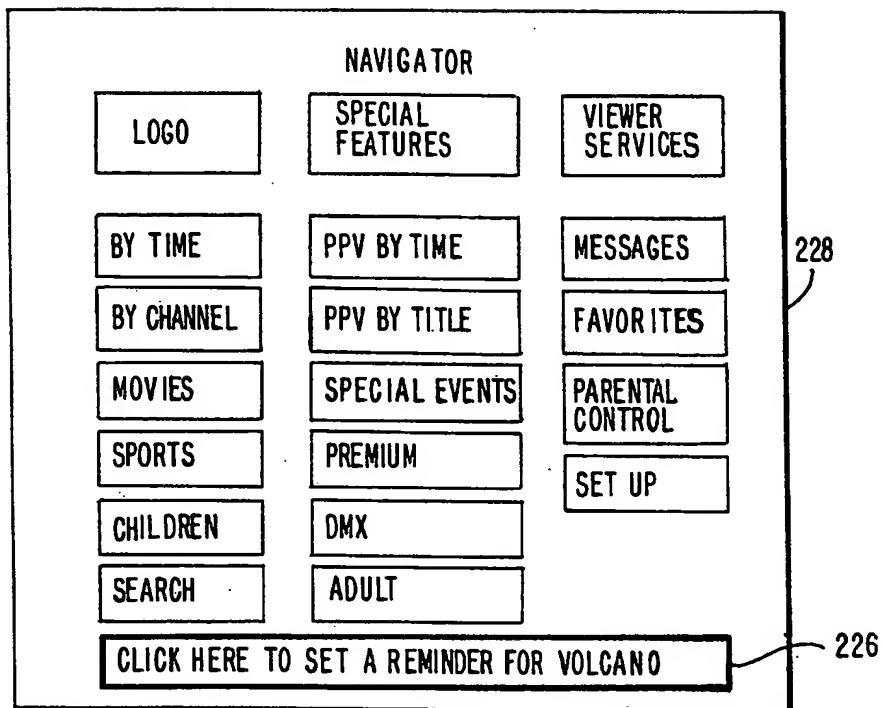 NAVIGATOR
LOGO
SPECIAL
FEATURES
VIEWER
SERVICES
BY TIME
PPV BY TIME
MESSAGES
BY CHANNEL
PPV BY TITLE
FAVORITES
MOVIES
SPECIAL EVENTS
PARENTAL
CONTROL
SPORTS
PREMIUM
SET UP
CHILDREN
DMX
SEARCH
ADULT
CLICK HERE TO SET A REMINDER FOR VOLCANO
228
226